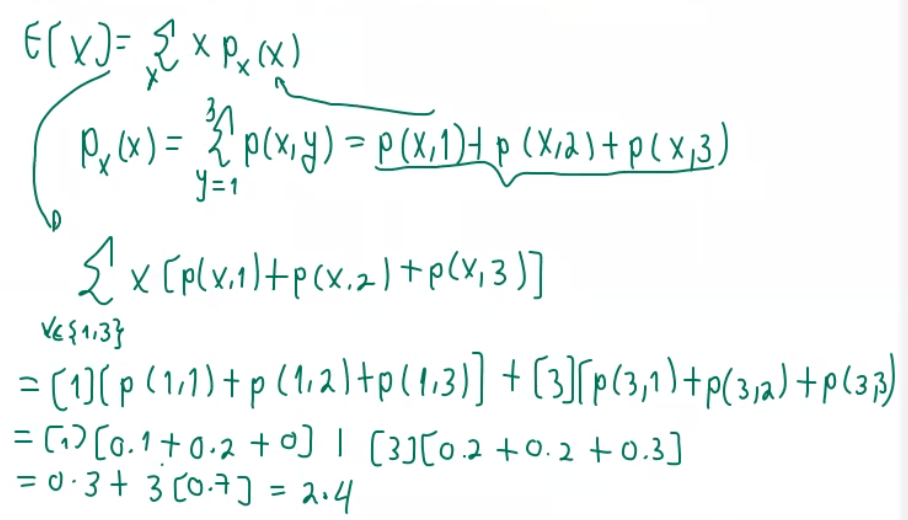 E[X] = Σ_x x p_x(x)
p_x(x) = Σ_{y=1}^{3} p(x,y) = p(x,1) + p(x,2) + p(x,3)
Σ_{x∈{1,3}} x [p(x,1) + p(x,2) + p(x,3)]
= [1][p(1,1) + p(1,2) + p(1,3)] + [3][p(3,1) + p(3,2) + p(3,3)
= [1][0.1 + 0.2 + 0] | [3][0.2 + 0.2 + 0.3]
= 0.3 + 3[0.7] = 2.4